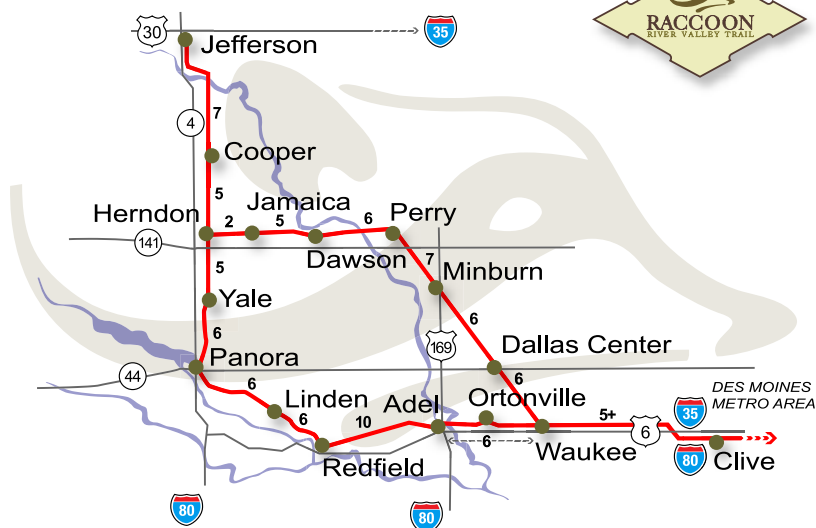 RACCOON
RIVER VALLEY TRAIL
30
35
Jefferson
7
4
Cooper
5
Jamaica
Herndon
2
5
6
Perry
141
Dawson
7
Minburn
5
Yale
6
169
6
Panora
Dallas Center
44
6
Linden
6
Adel
Ortonville
6
5+
35
DES MOINES
METRO AREA
10
6
6
Redfield
Waukee
80
Clive
80
80